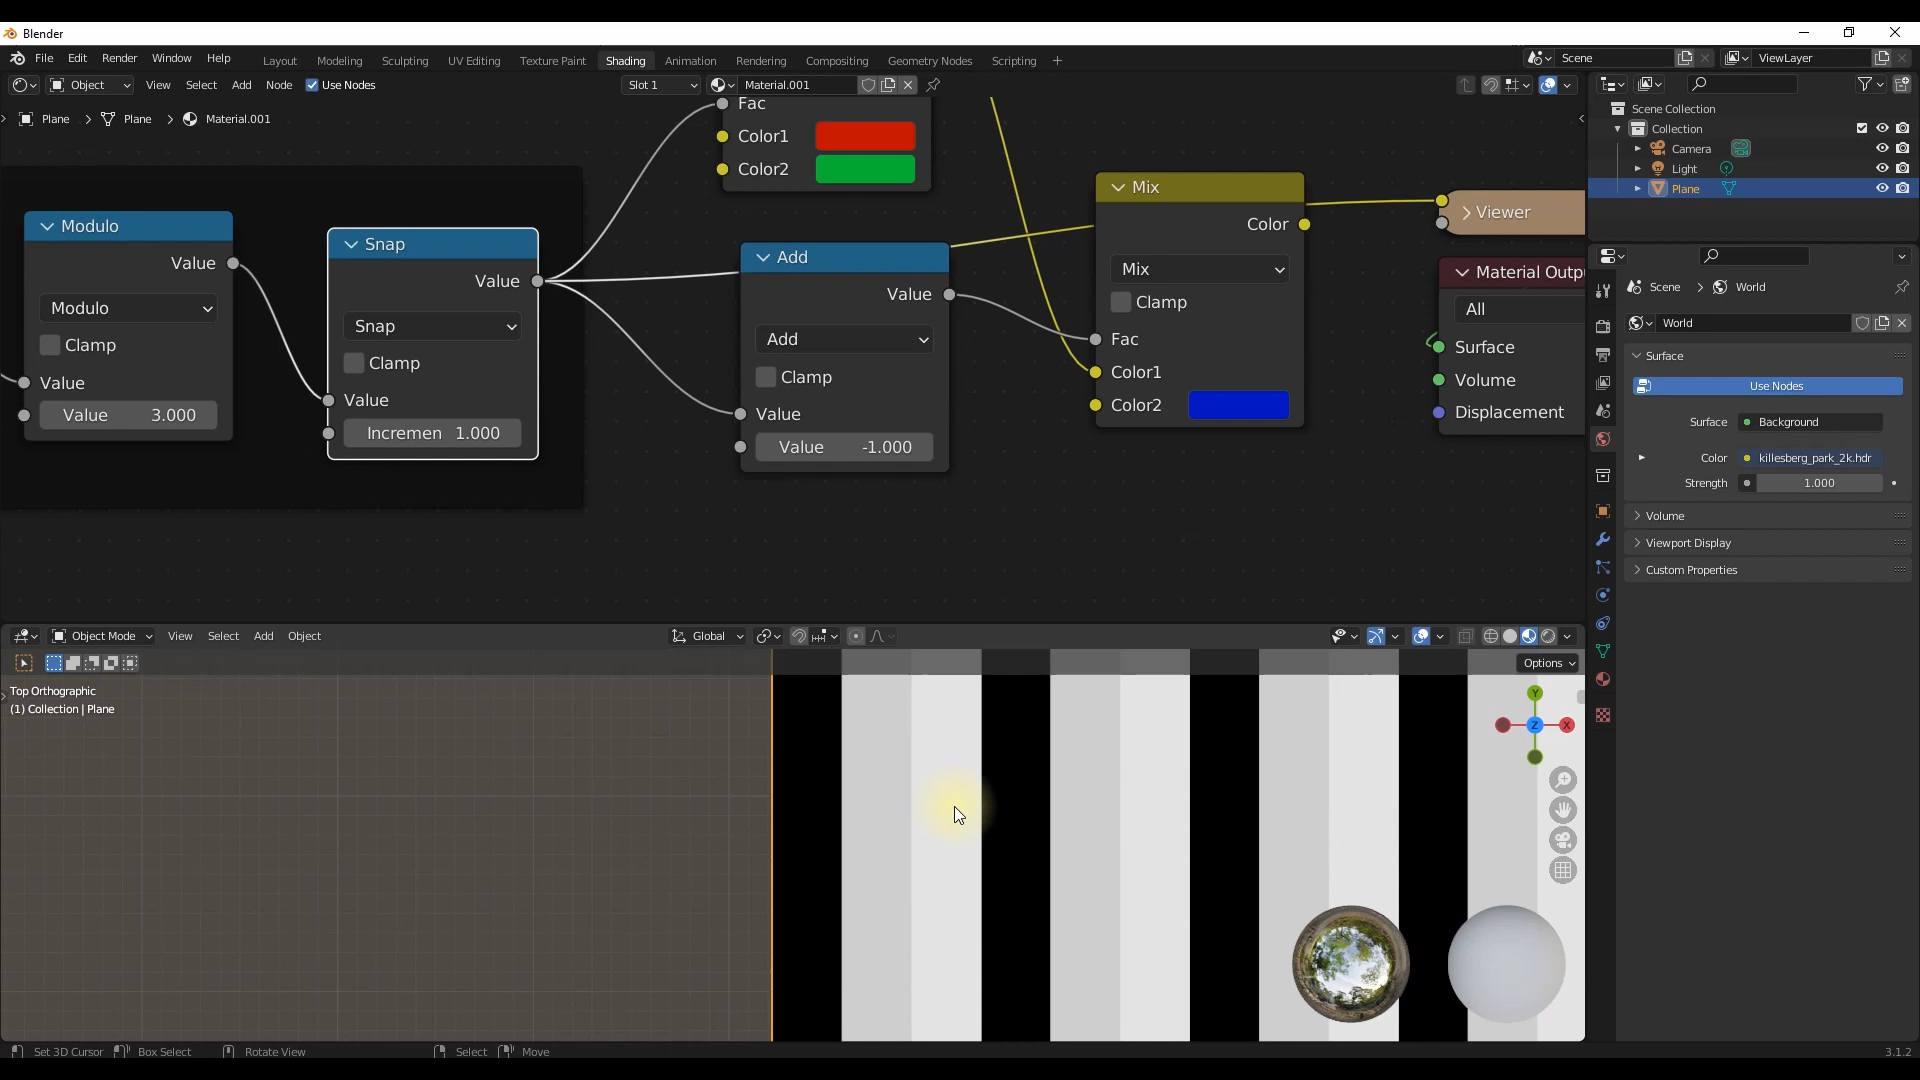 Blender
File Edit Render Window Help
Layout Modeling Sculpting UV Editing Texture Paint Shading Animation Rendering Compositing Geometry Nodes Scripting +
Scene
ViewLayer
Object View Select Add Node Use Nodes
Slot 1
Material.001
Plane > Plane > Material.001
Fac
Color1
Color2
Modulo
Value
Modulo
Clamp
Value
Value 3.000
Snap
Value
Snap
Clamp
Value
Incremen 1.000
Add
Value
Add
Clamp
Value
Value -1.000
Mix
Color
Mix
Clamp
Fac
Color1
Color2
Viewer
Material Outp
All
Surface
Volume
Displacement
Scene Collection
Collection
Camera
Light
Plane
Scene > World
World
Surface
Use Nodes
Surface Background
Color killesberg_park_2k.hdr
Strength 1.000
Volume
Viewport Display
Custom Properties
Object Mode View Select Add Object
Global
Options
Top Orthographic
(1) Collection | Plane
Y
Z
X
Set 3D Cursor Box Select Rotate View Select Move
3.1.2